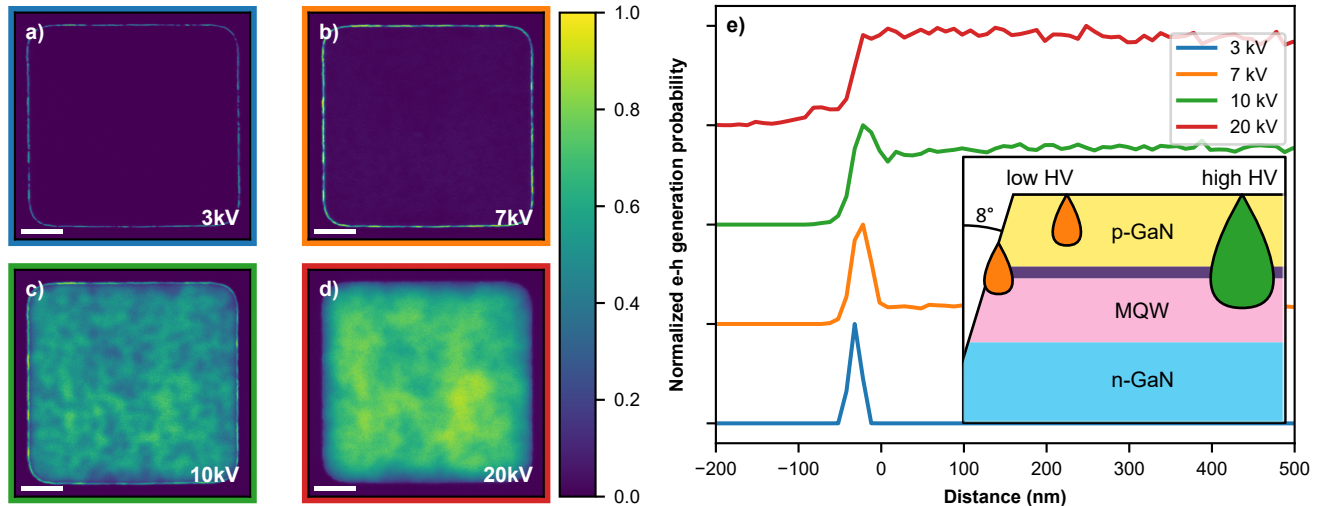 a)
3kV
b)
7kV
c)
10kV
d)
20kV
1.0
0.8
0.6
0.4
0.2
0.0
e)
Normalized e-h generation probability
3 kV
7 kV
10 kV
20 kV
low HV
high HV
8°
p-GaN
MQW
n-GaN
−200
−100
0
100
200
300
400
500
Distance (nm)